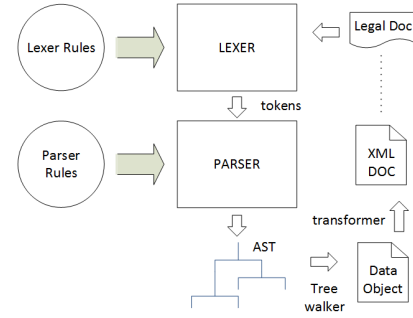 Lexer Rules
LEXER
Legal Doc
tokens
Parser
Rules
PARSER
XML
DOC
transformer
AST
Tree
walker
Data
Object